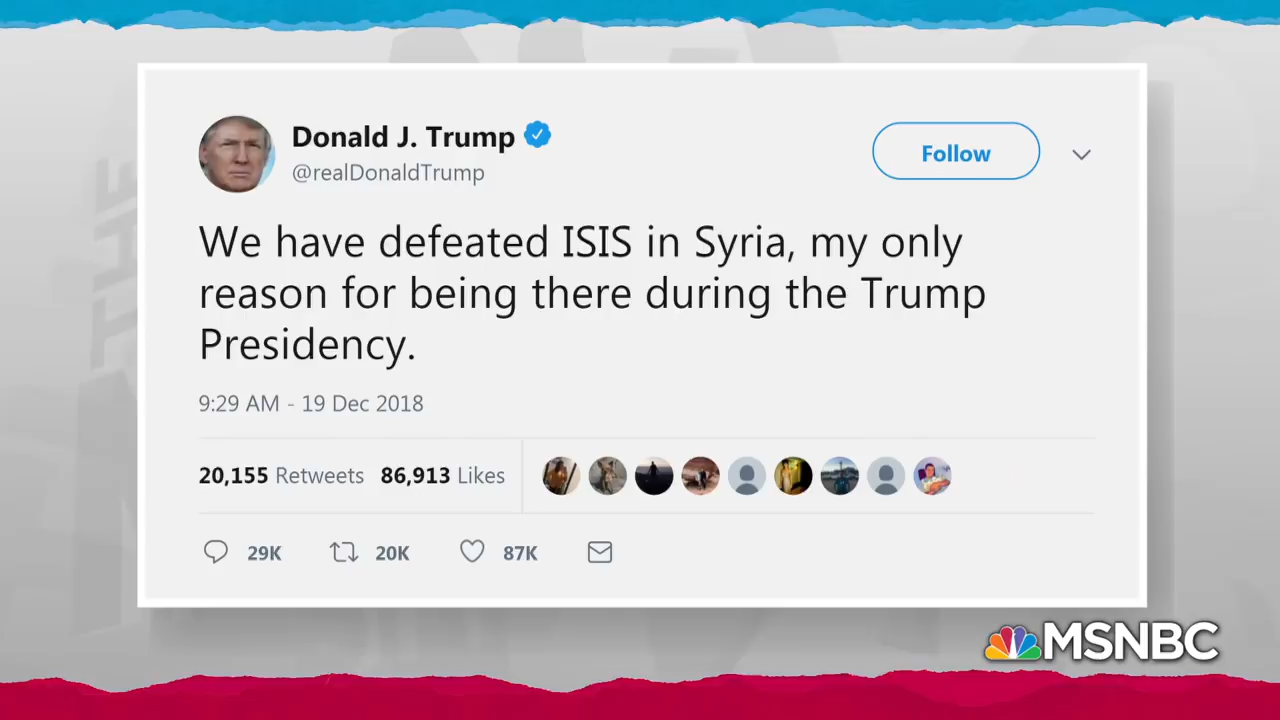 Donald J. Trump
@realDonaldTrump
Follow
We have defeated ISIS in Syria, my only
reason for being there during the Trump
Presidency.
9:29 AM - 19 Dec 2018
20,155 Retweets 86,913 Likes
29K 20K 87K
MSNBC
THE